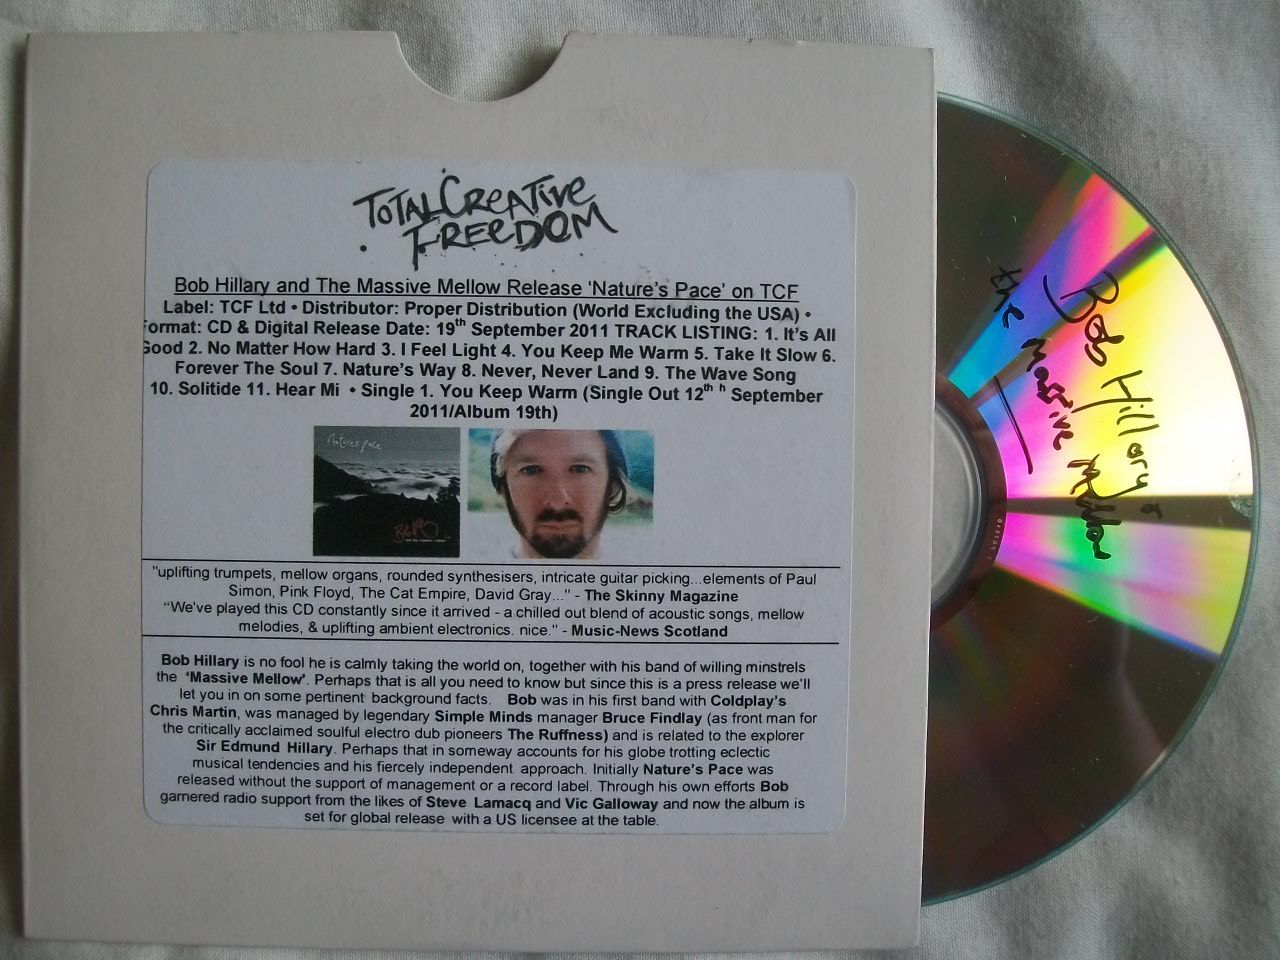 TOTAL CREATIVE
FREEDOM
Bob Hillary and The Massive Mellow Release 'Nature's Pace' on TCF
Label: TCF Ltd • Distributor: Proper Distribution (World Excluding the USA) •
Format: CD & Digital Release Date: 19th September 2011 TRACK LISTING: 1. It's All
Good 2. No Matter How Hard 3. I Feel Light 4. You Keep Me Warm 5. Take It Slow 6.
Forever The Soul 7. Nature's Way 8. Never, Never Land 9. The Wave Song
10. Solitide 11. Hear Mi • Single 1. You Keep Warm (Single Out 12th h September
2011/Album 19th)
Natures pace
"uplifting trumpets, mellow organs, rounded synthesisers, intricate guitar picking...elements of Paul
Simon, Pink Floyd, The Cat Empire, David Gray..." - The Skinny Magazine
"We've played this CD constantly since it arrived - a chilled out blend of acoustic songs, mellow
melodies, & uplifting ambient electronics. nice." - Music-News Scotland
Bob Hillary is no fool he is calmly taking the world on, together with his band of willing minstrels
the 'Massive Mellow'. Perhaps that is all you need to know but since this is a press release we'll
let you in on some pertinent background facts. Bob was in his first band with Coldplay's
Chris Martin, was managed by legendary Simple Minds manager Bruce Findlay (as front man for
the critically acclaimed soulful electro dub pioneers The Ruffness) and is related to the explorer
Sir Edmund Hillary. Perhaps that in someway accounts for his globe trotting eclectic
musical tendencies and his fiercely independent approach. Initially Nature's Pace was
released without the support of management or a record label. Through his own efforts Bob
garnered radio support from the likes of Steve Lamacq and Vic Galloway and now the album is
set for global release with a US licensee at the table.
Bob Hillary &
the Massive Mellow